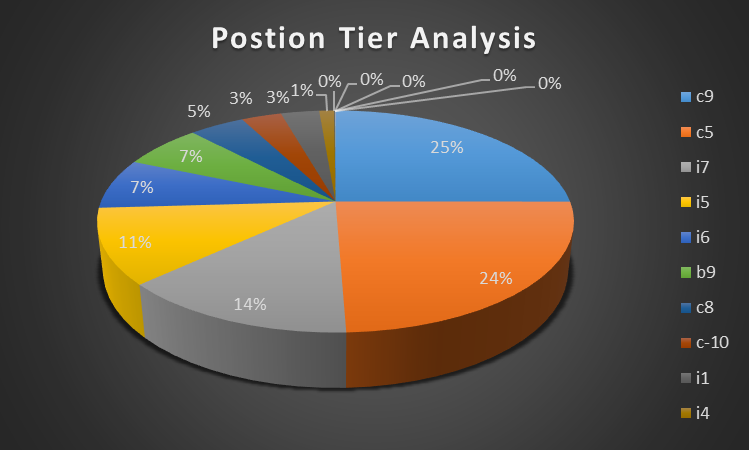 Postion Tier Analysis
0%
0%
0%
0%
0%
1%
3%
3%
5%
7%
7%
11%
14%
24%
25%
c9
c5
i7
i5
i6
b9
c8
c-10
i1
i4